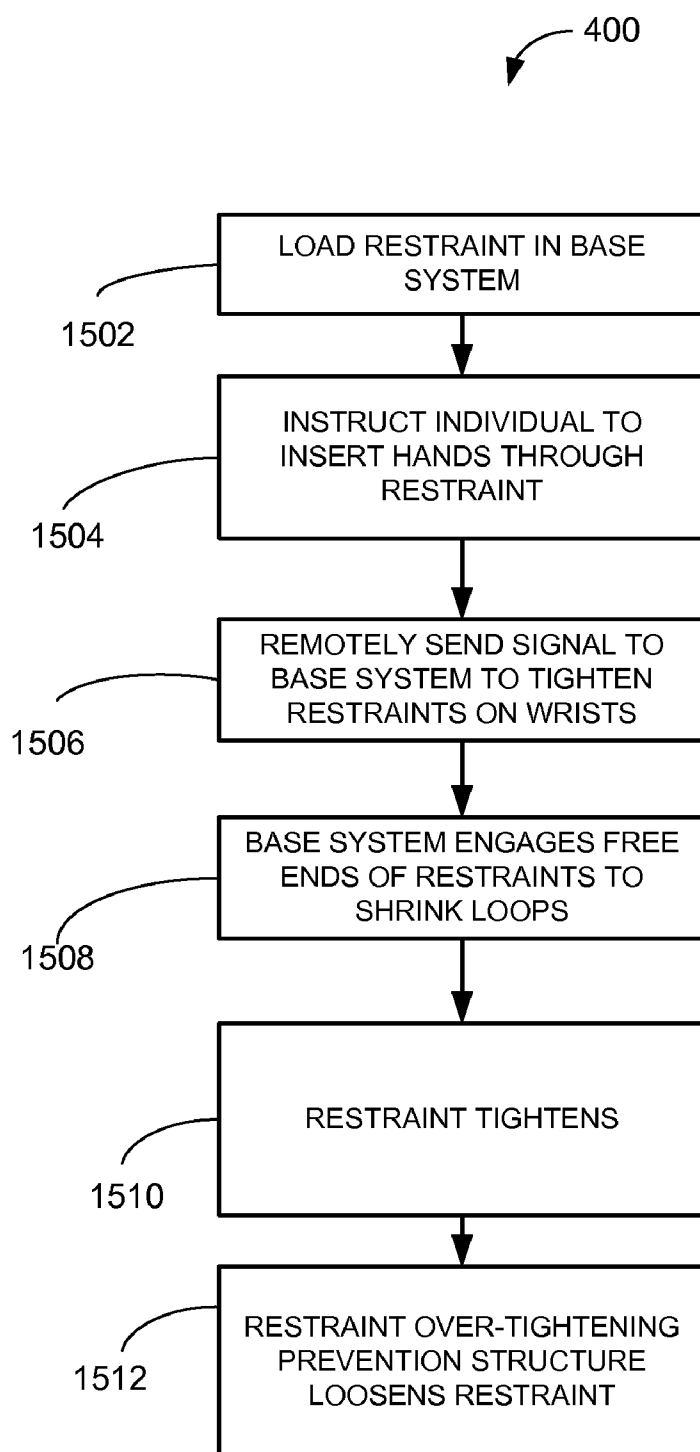 400
LOAD RESTRAINT IN BASE
SYSTEM
1502
INSTRUCT INDIVIDUAL TO
INSERT HANDS THROUGH
RESTRAINT
1504
REMOTELY SEND SIGNAL TO
BASE SYSTEM TO TIGHTEN
RESTRAINTS ON WRISTS
1506
BASE SYSTEM ENGAGES FREE
ENDS OF RESTRAINTS TO
SHRINK LOOPS
1508
RESTRAINT TIGHTENS
1510
RESTRAINT OVER-TIGHTENING
PREVENTION STRUCTURE
LOOSENS RESTRAINT
1512